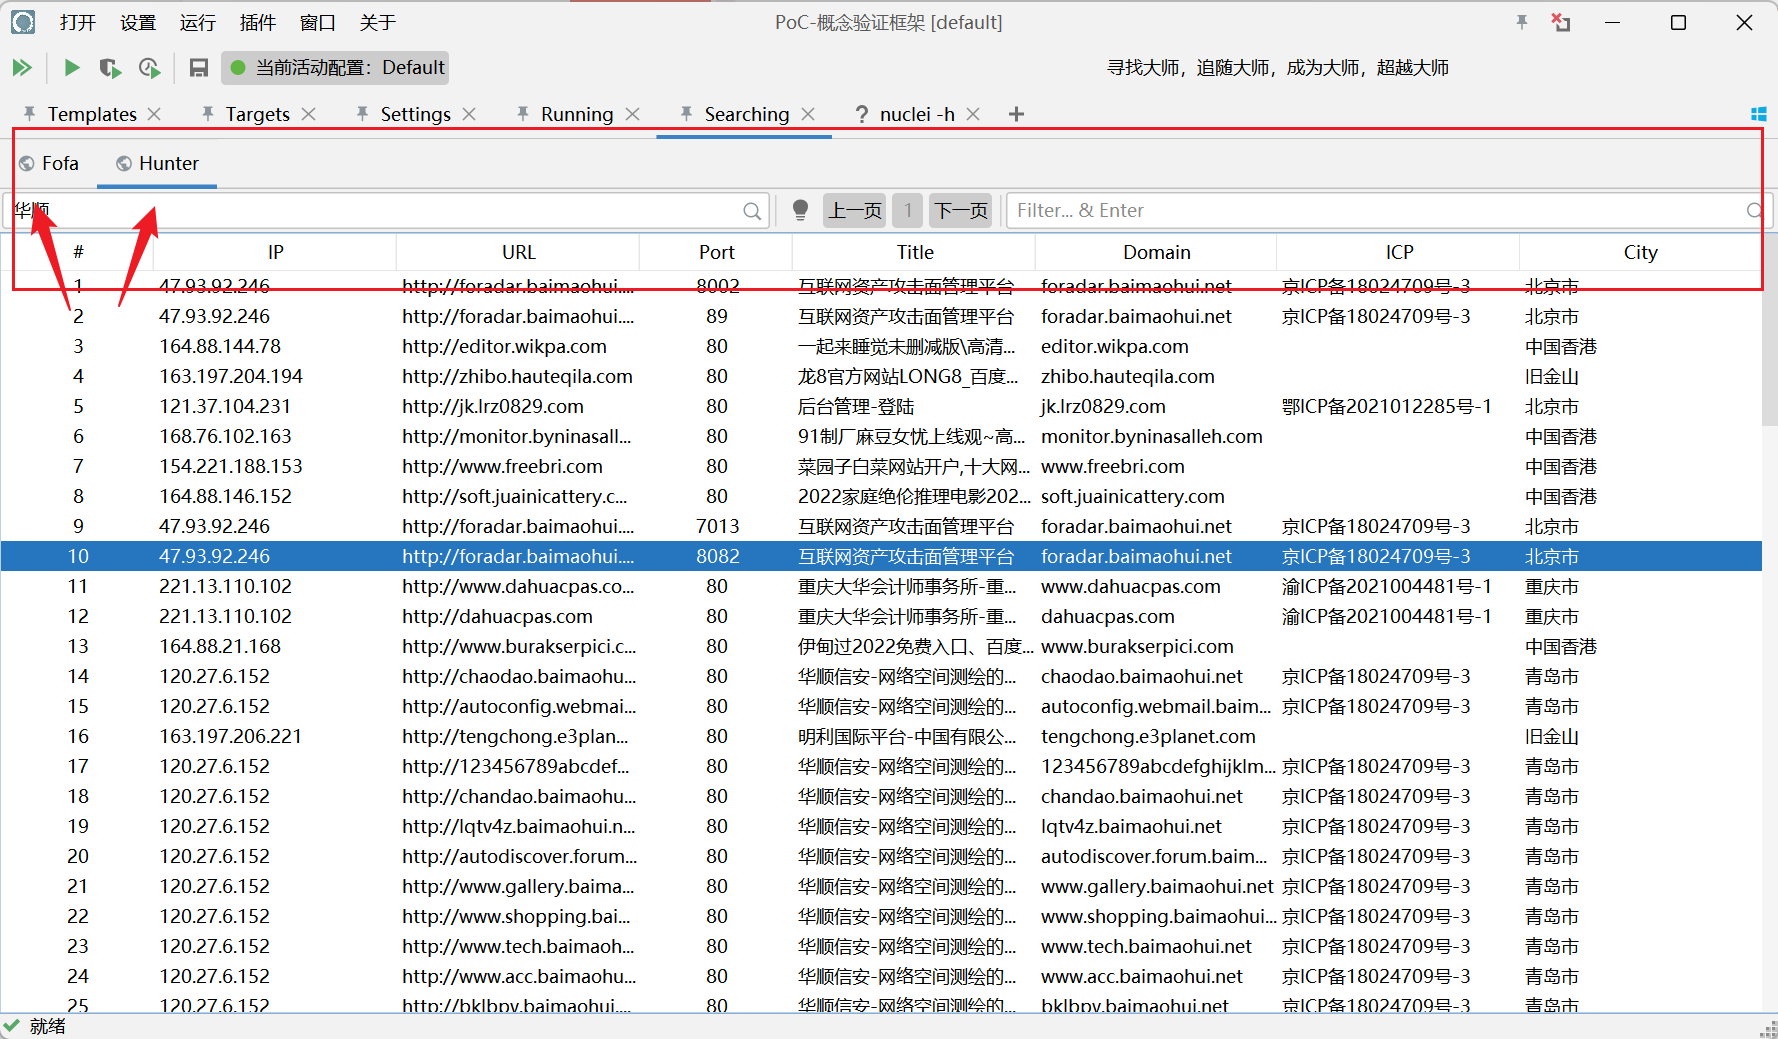 打开 设置 运行 插件 窗口 关于 PoC-概念验证框架 [default]
当前活动配置：Default 寻找大师，追随大师，成为大师，超越大师
Templates Targets Settings Running Searching ? nuclei -h +
Fofa Hunter
华顺 上一页 1 下一页 Filter... & Enter
# IP URL Port Title Domain ICP City
1 47.93.92.246 http://foradar.baimaohui.... 8002 互联网资产攻击面管理平台 foradar.baimaohui.net 京ICP备18024709号-3 北京市
2 47.93.92.246 http://foradar.baimaohui.... 89 互联网资产攻击面管理平台 foradar.baimaohui.net 京ICP备18024709号-3 北京市
3 164.88.144.78 http://editor.wikpa.com 80 一起来睡觉未删减版\高清... editor.wikpa.com 中国香港
4 163.197.204.194 http://zhibo.hauteqila.com 80 龙8官方网站LONG8_百度... zhibo.hauteqila.com 旧金山
5 121.37.104.231 http://jk.lrz0829.com 80 后台管理-登陆 jk.lrz0829.com 鄂ICP备2021012285号-1 北京市
6 168.76.102.163 http://monitor.byninasall... 80 91制厂麻豆女忧上线观~高... monitor.byninasalleh.com 中国香港
7 154.221.188.153 http://www.freebri.com 80 菜园子白菜网站开户,十大网... www.freebri.com 中国香港
8 164.88.146.152 http://soft.juainicattery.c... 80 2022家庭绝伦推理电影202... soft.juainicattery.com 中国香港
9 47.93.92.246 http://foradar.baimaohui.... 7013 互联网资产攻击面管理平台 foradar.baimaohui.net 京ICP备18024709号-3 北京市
10 47.93.92.246 http://foradar.baimaohui.... 8082 互联网资产攻击面管理平台 foradar.baimaohui.net 京ICP备18024709号-3 北京市
11 221.13.110.102 http://www.dahuacpas.co... 80 重庆大华会计师事务所-重... www.dahuacpas.com 渝ICP备2021004481号-1 重庆市
12 221.13.110.102 http://dahuacpas.com 80 重庆大华会计师事务所-重... dahuacpas.com 渝ICP备2021004481号-1 重庆市
13 164.88.21.168 http://www.burakserpici.c... 80 伊甸过2022免费入口、百度... www.burakserpici.com 中国香港
14 120.27.6.152 http://chaodao.baimaohu... 80 华顺信安-网络空间测绘的... chaodao.baimaohui.net 京ICP备18024709号-3 青岛市
15 120.27.6.152 http://autoconfig.webmai... 80 华顺信安-网络空间测绘的... autoconfig.webmail.baim... 京ICP备18024709号-3 青岛市
16 163.197.206.221 http://tengchong.e3plan... 80 明利国际平台-中国有限公... tengchong.e3planet.com 旧金山
17 120.27.6.152 http://123456789abcdef... 80 华顺信安-网络空间测绘的... 123456789abcdefghijklm... 京ICP备18024709号-3 青岛市
18 120.27.6.152 http://chandao.baimaohu... 80 华顺信安-网络空间测绘的... chandao.baimaohui.net 京ICP备18024709号-3 青岛市
19 120.27.6.152 http://lqtv4z.baimaohui.n... 80 华顺信安-网络空间测绘的... lqtv4z.baimaohui.net 京ICP备18024709号-3 青岛市
20 120.27.6.152 http://autodiscover.forum... 80 华顺信安-网络空间测绘的... autodiscover.forum.baim... 京ICP备18024709号-3 青岛市
21 120.27.6.152 http://www.gallery.baima... 80 华顺信安-网络空间测绘的... www.gallery.baimaohui.net 京ICP备18024709号-3 青岛市
22 120.27.6.152 http://www.shopping.bai... 80 华顺信安-网络空间测绘的... www.shopping.baimaohui... 京ICP备18024709号-3 青岛市
23 120.27.6.152 http://www.tech.baimaoh... 80 华顺信安-网络空间测绘的... www.tech.baimaohui.net 京ICP备18024709号-3 青岛市
24 120.27.6.152 http://www.acc.baimaohu... 80 华顺信安-网络空间测绘的... www.acc.baimaohui.net 京ICP备18024709号-3 青岛市
25 120.27.6.152 http://bklbpv.baimaohui.... 80 华顺信安-网络空间测绘的... bklbpv.baimaohui.net 京ICP备18024709号-3 青岛市
就绪